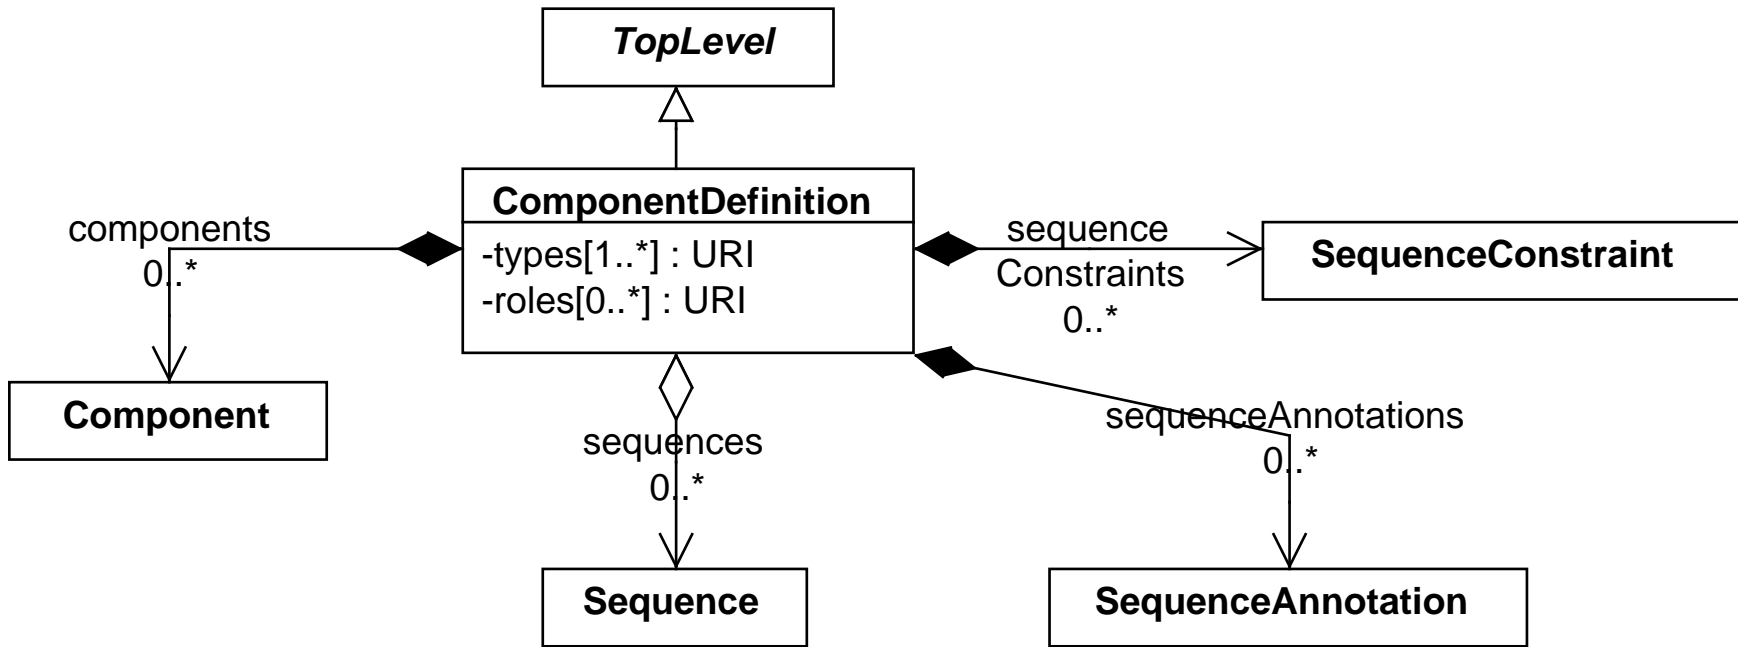 TopLevel
ComponentDefinition
-types[1..*] : URI
-roles[0..*] : URI
components
0..*
sequence
Constraints
0..*
SequenceConstraint
Component
sequences
0..*
sequenceAnnotations
0..*
Sequence
SequenceAnnotation